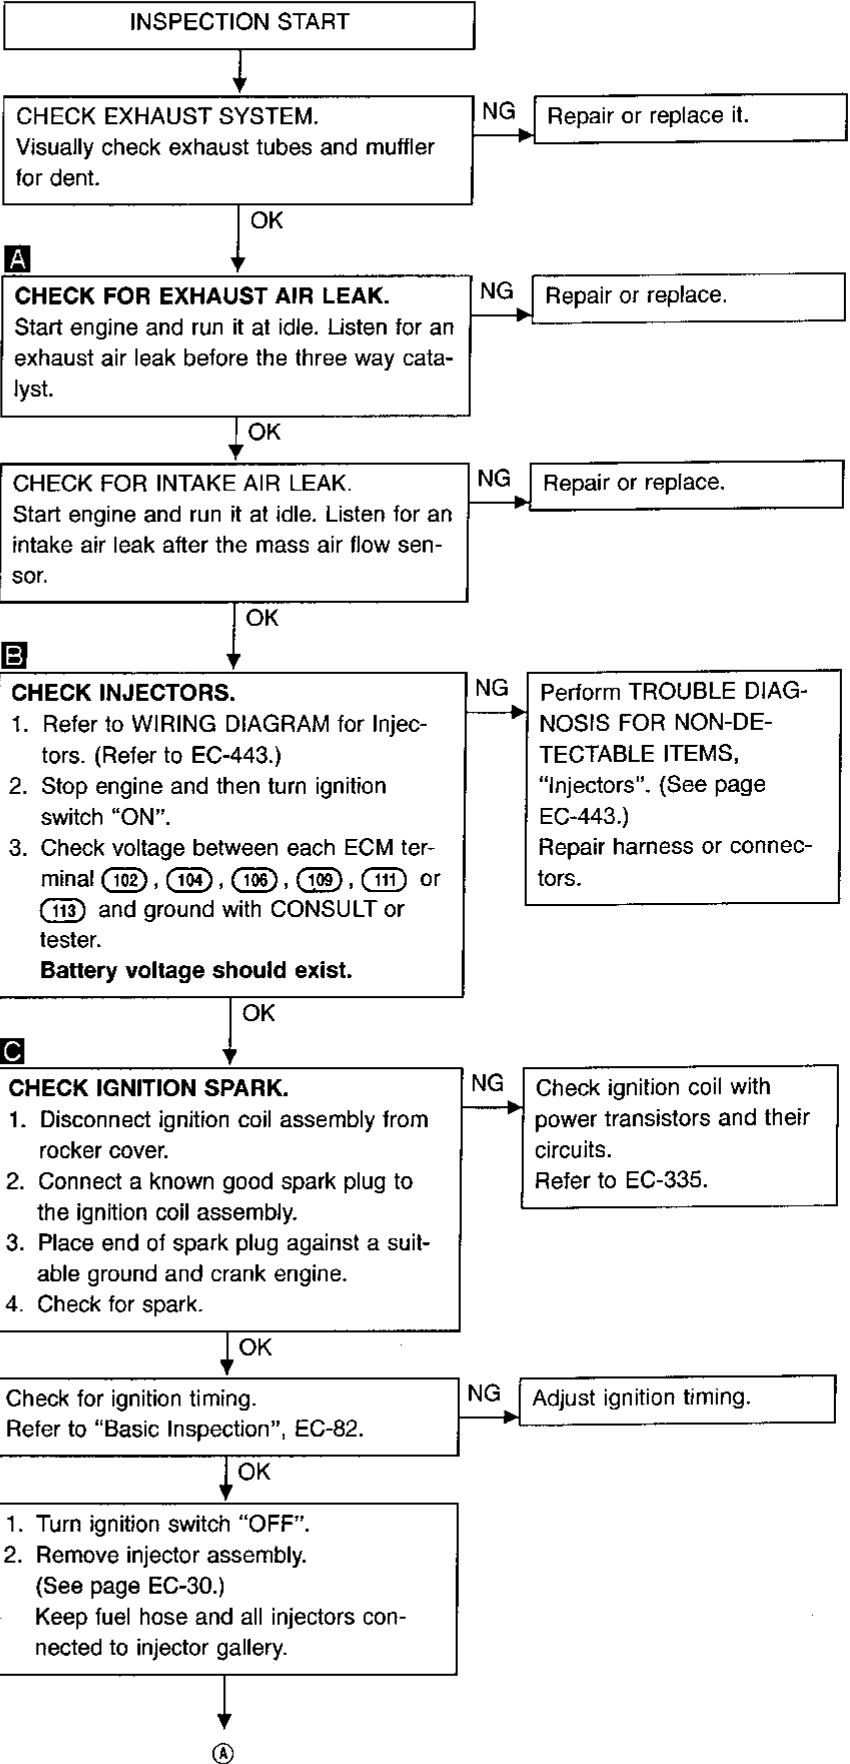 INSPECTION START
CHECK EXHAUST SYSTEM.
Visually check exhaust tubes and muffler
for dent.
NG
Repair or replace it.
OK
A
CHECK FOR EXHAUST AIR LEAK.
Start engine and run it at idle. Listen for an
exhaust air leak before the three way cata-
lyst.
NG
Repair or replace.
OK
CHECK FOR INTAKE AIR LEAK.
Start engine and run it at idle. Listen for an
intake air leak after the mass air flow sen-
sor.
NG
Repair or replace.
OK
B
CHECK INJECTORS.
1. Refer to WIRING DIAGRAM for Injec-
tors. (Refer to EC-443.)
2. Stop engine and then turn ignition
switch “ON”.
3. Check voltage between each ECM ter-
minal 102, 104, 106, 109, 111 or
113 and ground with CONSULT or
tester.
Battery voltage should exist.
NG
Perform TROUBLE DIAG-
NOSIS FOR NON-DE-
TECTABLE ITEMS,
“Injectors”. (See page
EC-443.)
Repair harness or connec-
tors.
OK
C
CHECK IGNITION SPARK.
1. Disconnect ignition coil assembly from
rocker cover.
2. Connect a known good spark plug to
the ignition coil assembly.
3. Place end of spark plug against a suit-
able ground and crank engine.
4. Check for spark.
NG
Check ignition coil with
power transistors and their
circuits.
Refer to EC-335.
OK
Check for ignition timing.
Refer to “Basic Inspection”, EC-82.
NG
Adjust ignition timing.
OK
1. Turn ignition switch “OFF”.
2. Remove injector assembly.
(See page EC-30.)
Keep fuel hose and all injectors con-
nected to injector gallery.
Ⓐ